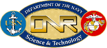 DEPARTMENT OF THE NAVY
ONR
Science & Technology